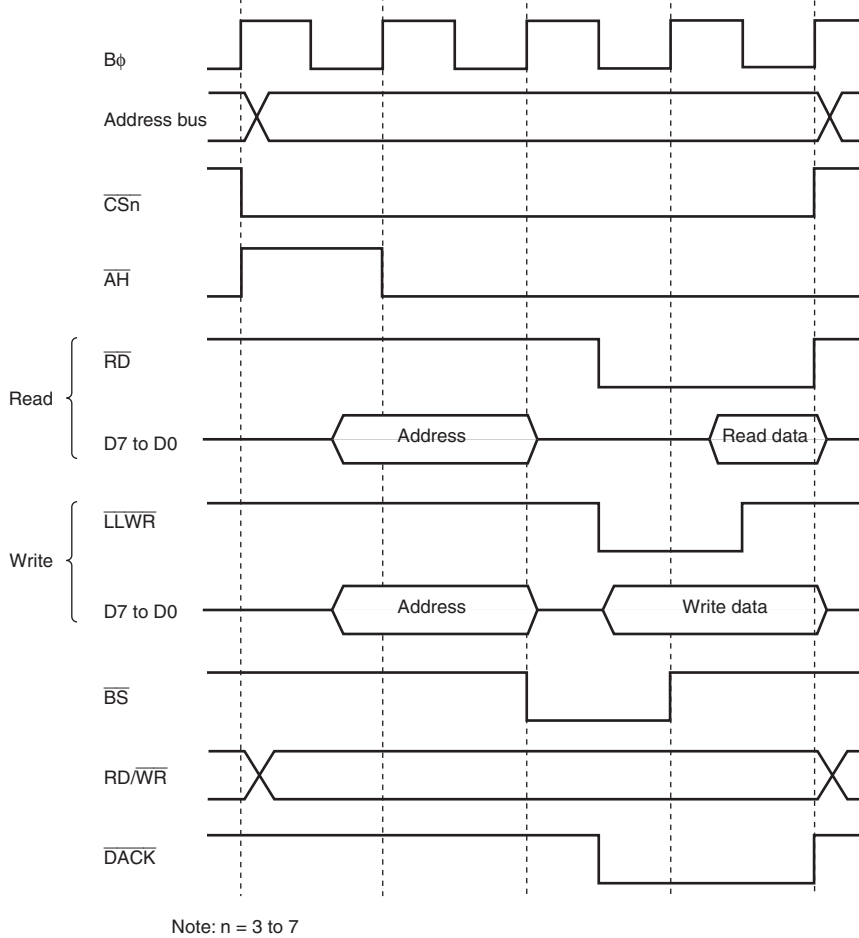 Bϕ
Address bus
CSn
AH
Read
RD
D7 to D0
Address
Read data
Write
LLWR
D7 to D0
Address
Write data
BS
RD/WR
DACK
Note: n = 3 to 7